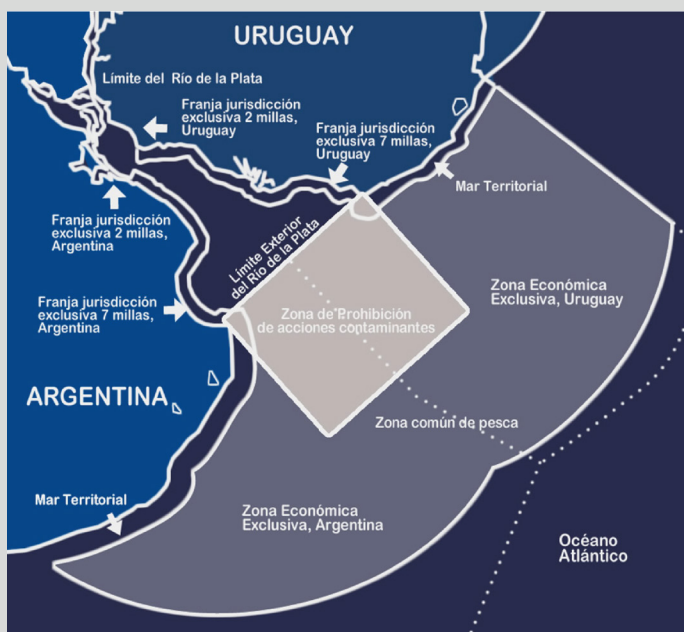 URUGUAY
Límite del Río de la Plata
Franja jurisdicción
exclusiva 2 millas,
Uruguay
Franja jurisdicción
exclusiva 7 millas,
Uruguay
Mar Territorial
Franja jurisdicción
exclusiva 2 millas,
Argentina
Límite Exterior
del Río de la Plata
Zona Económica
Exclusiva, Uruguay
Franja jurisdicción
exclusiva 7 millas,
Argentina
Zona de Prohibición
de acciones contaminantes
ARGENTINA
Zona común de pesca
Mar Territorial
Zona Económica
Exclusiva, Argentina
Océano
Atlántico